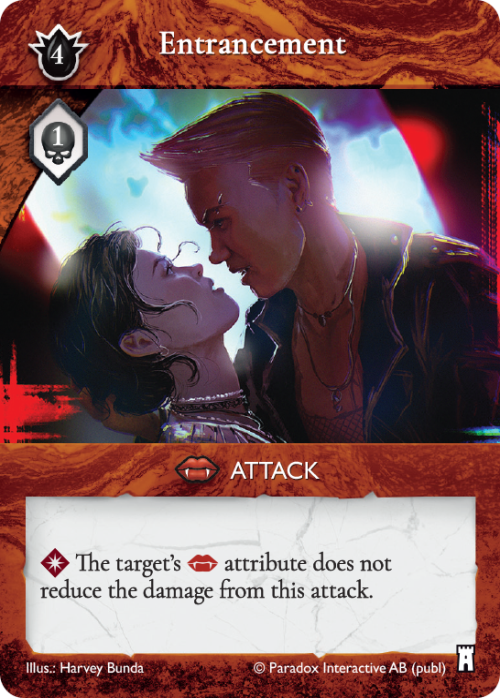 4
Entrancement
1
ATTACK
The target's attribute does not
reduce the damage from this attack.
Illus.: Harvey Bunda
© Paradox Interactive AB (publ)